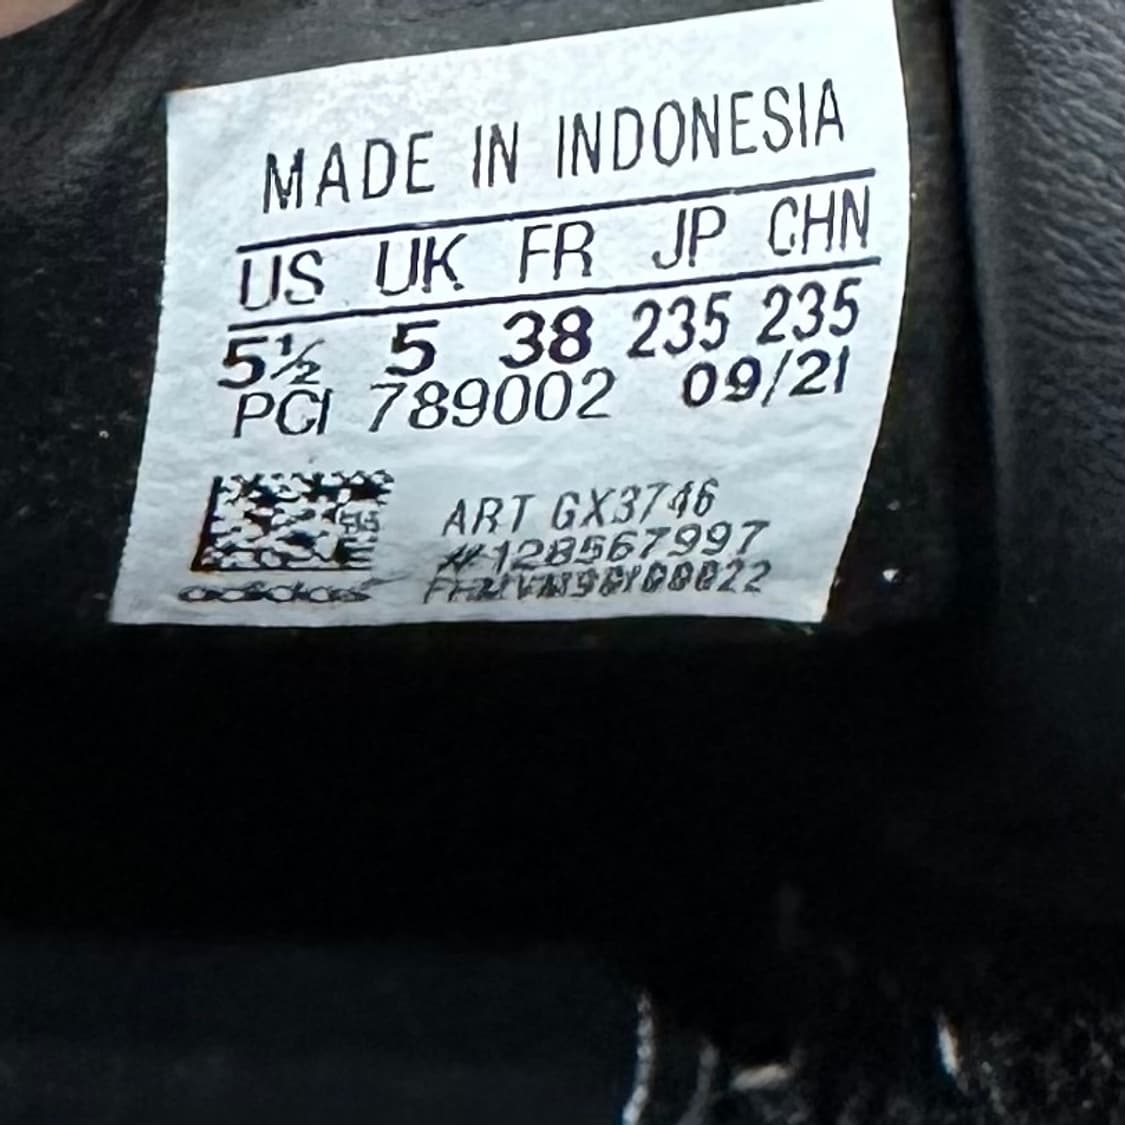 MADE IN INDONESIA
US UK FR JP CHN
5½ 5 38 235 235
PCI 789002 09/21
ART GX3746
#128567997
adidas